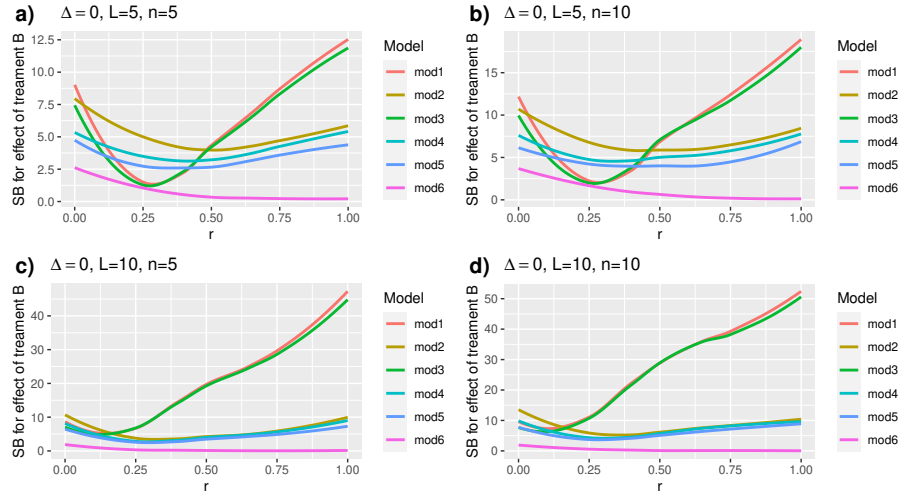 a) Δ = 0, L=5, n=5
SB for effect of treament B
12.5
10.0
7.5
5.0
2.5
0.0
0.00 0.25 0.50 0.75 1.00
r
Model
mod1
mod2
mod3
mod4
mod5
mod6
b) Δ = 0, L=5, n=10
SB for effect of treament B
15
10
5
0
0.00 0.25 0.50 0.75 1.00
r
Model
mod1
mod2
mod3
mod4
mod5
mod6
c) Δ = 0, L=10, n=5
SB for effect of treament B
40
30
20
10
0
0.00 0.25 0.50 0.75 1.00
r
Model
mod1
mod2
mod3
mod4
mod5
mod6
d) Δ = 0, L=10, n=10
SB for effect of treament B
50
40
30
20
10
0
0.00 0.25 0.50 0.75 1.00
r
Model
mod1
mod2
mod3
mod4
mod5
mod6